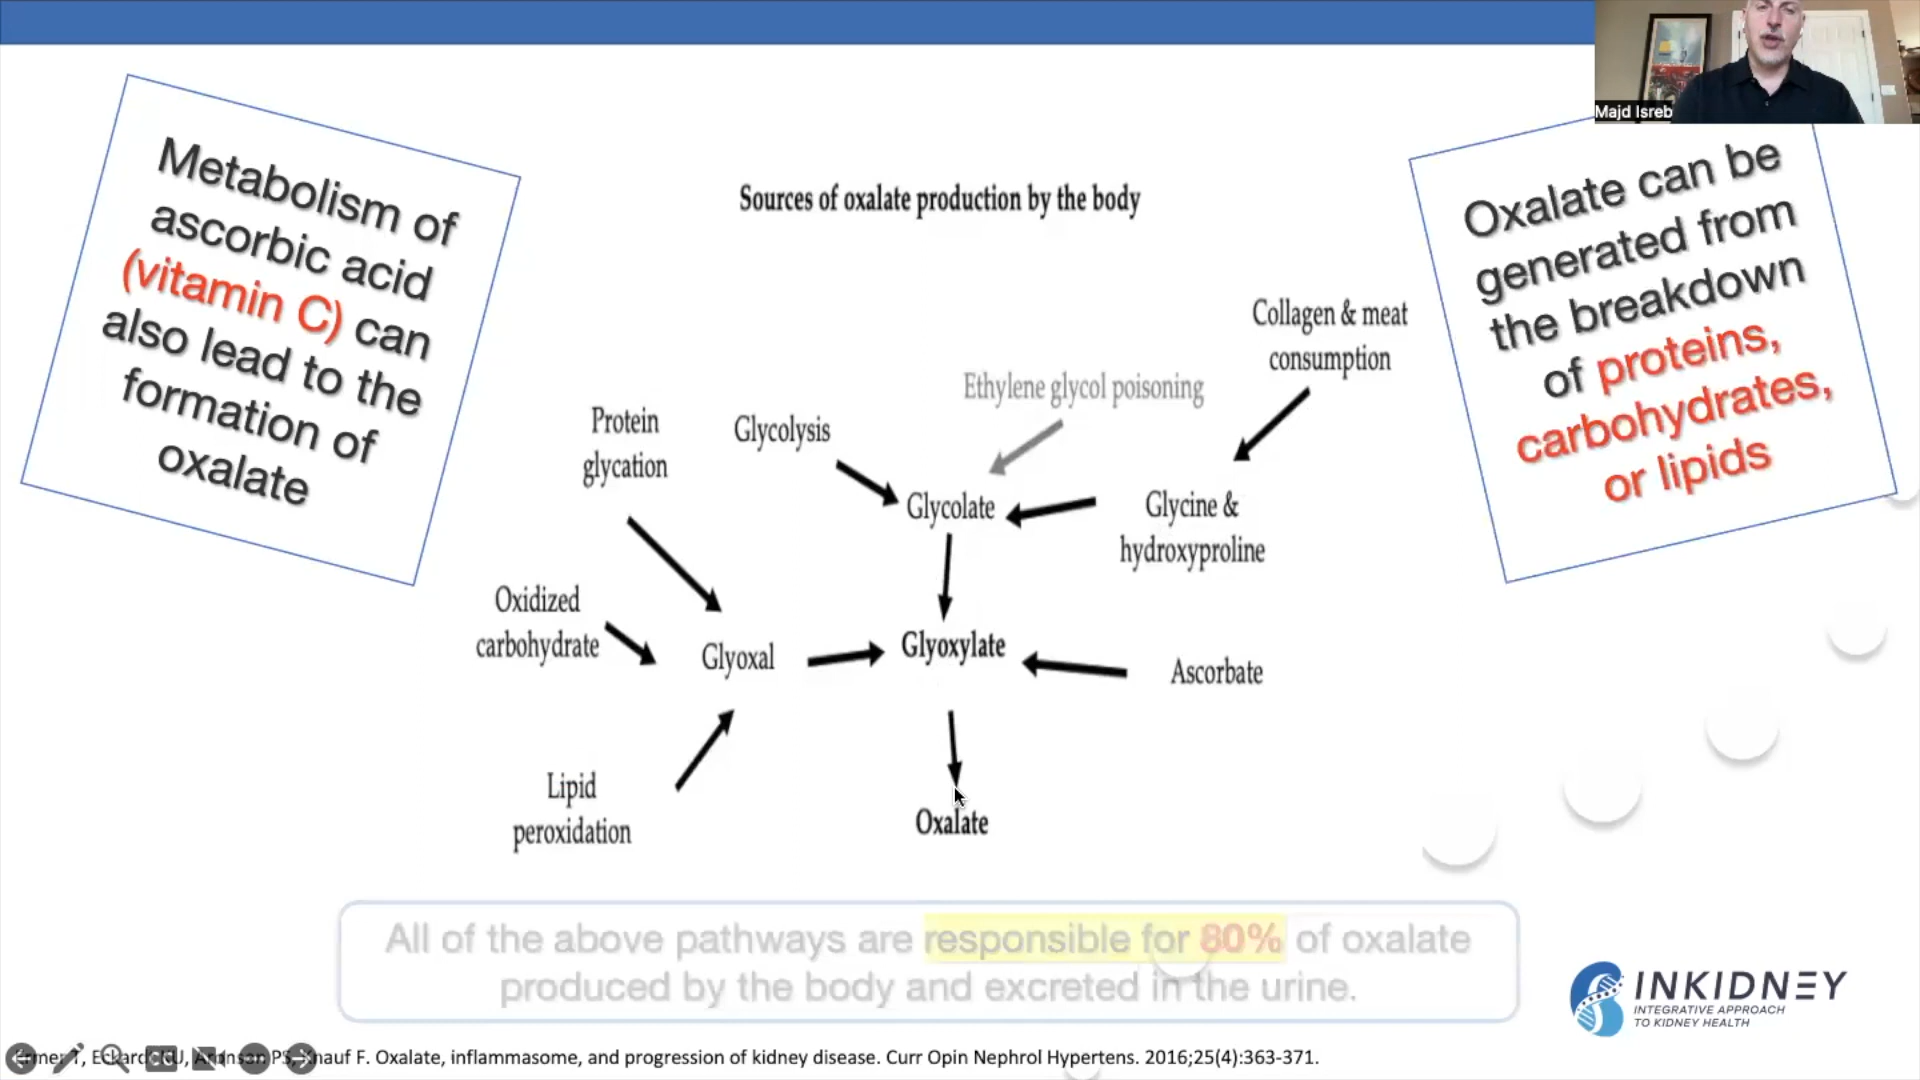 Majd Isreb
Metabolism of
ascorbic acid
(vitamin C) can
also lead to the
formation of
oxalate
Sources of oxalate production by the body
Oxalate can be
generated from
the breakdown
of proteins,
carbohydrates,
or lipids
Collagen & meat
consumption
Ethylene glycol poisoning
Protein
glycation
Glycolysis
Glycolate
Glycine &
hydroxyproline
Oxidized
carbohydrate
Glyoxal
Glyoxylate
Ascorbate
Lipid
peroxidation
Oxalate
All of the above pathways are responsible for 80% of oxalate
produced by the body and excreted in the urine.
INKIDNEY
INTEGRATIVE APPROACH
TO KIDNEY HEALTH
T, PS, F. Oxalate, inflammasome, and progression of kidney disease. Curr Opin Nephrol Hypertens. 2016;25(4):363-371.